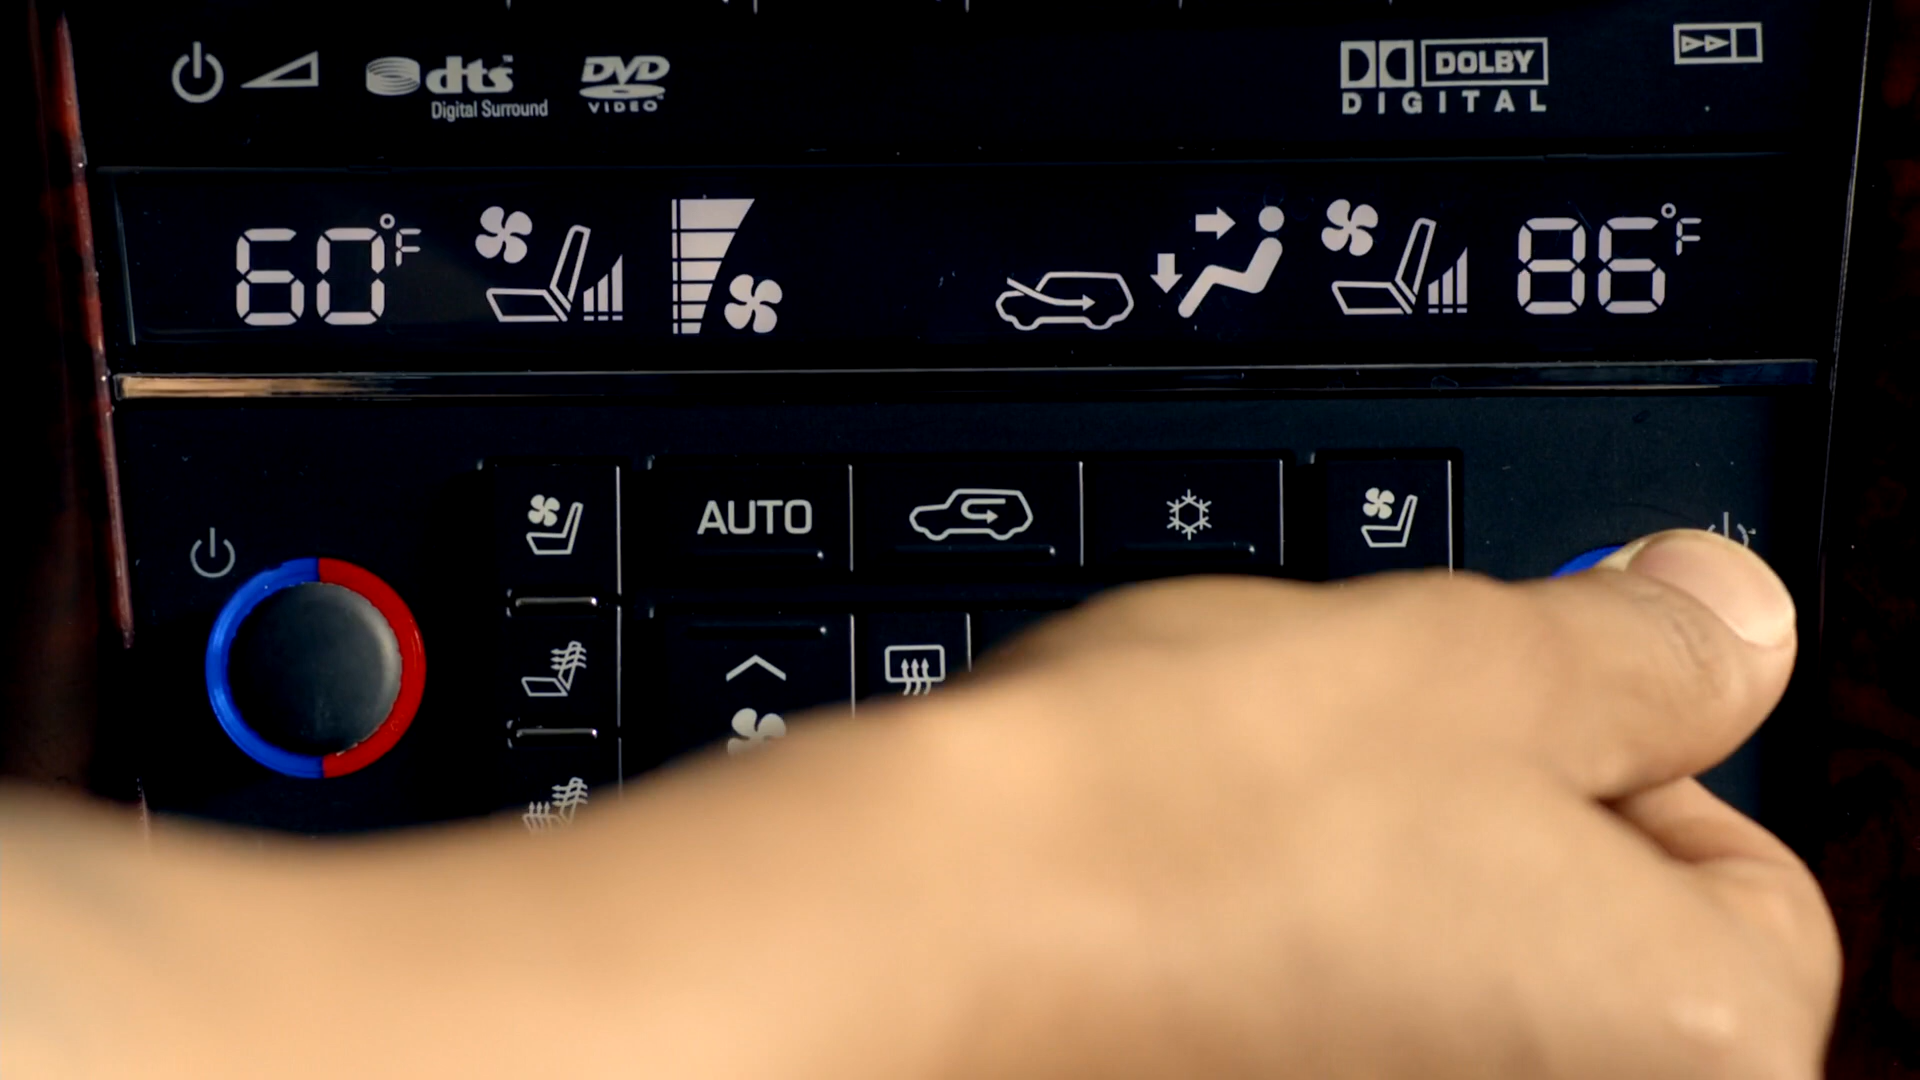 dts
Digital Surround
DVD
VIDEO
DOLBY
DIGITAL
60°F
86°F
AUTO